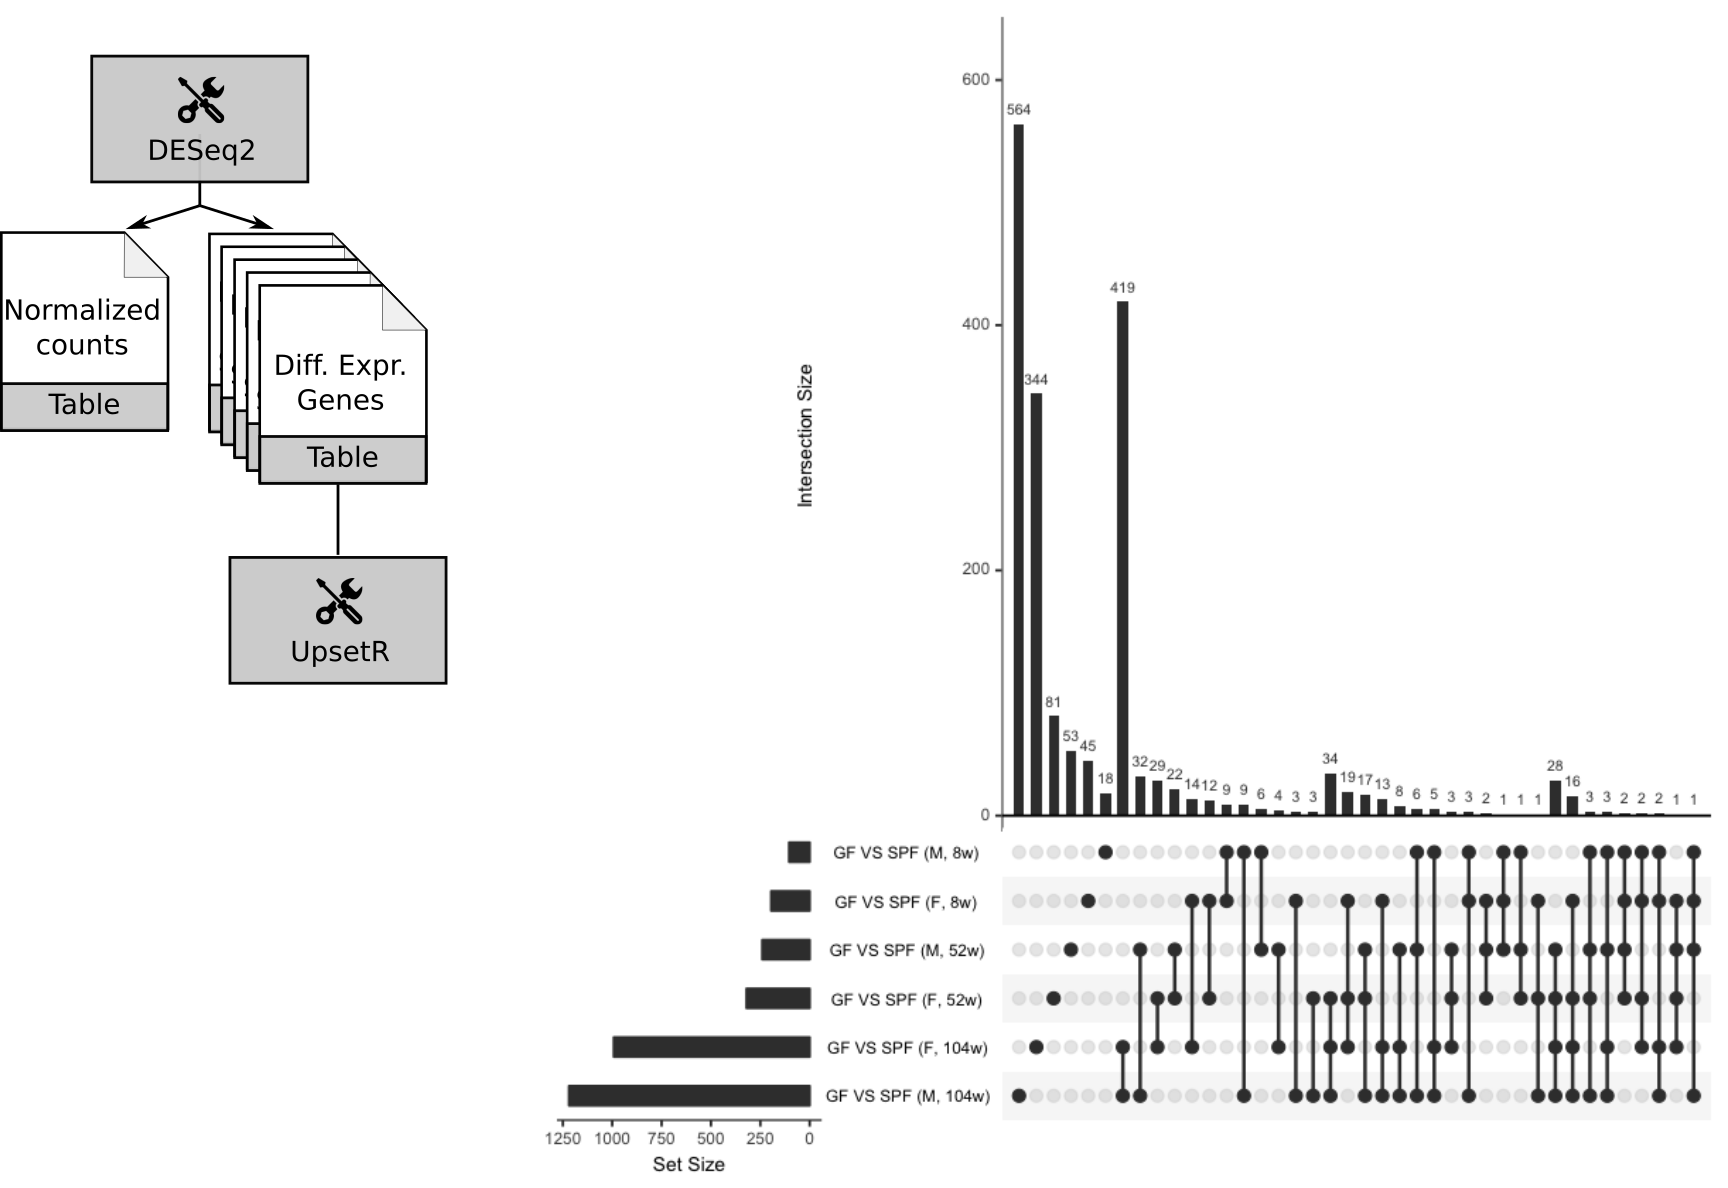 DESeq2
Normalized
counts
Table
Diff. Expr.
Genes
Table
UpsetR
Intersection Size
600
400
200
0
564
344
81
53
45
18
419
32
29
22
14
12
9
9
6
4
3
3
34
19
17
13
8
6
5
3
3
2
1
1
1
28
16
3
3
2
2
2
1
1
GF VS SPF (M, 8w)
GF VS SPF (F, 8w)
GF VS SPF (M, 52w)
GF VS SPF (F, 52w)
GF VS SPF (F, 104w)
GF VS SPF (M, 104w)
1250 1000 750 500 250 0
Set Size